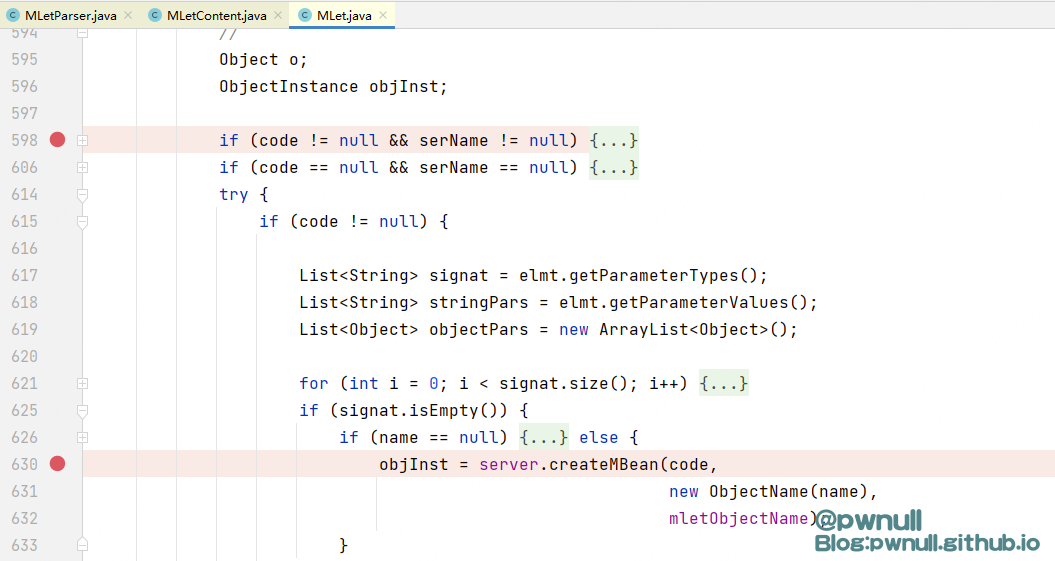 MLetParser.java × MLetContent.java × MLet.java ×
594 //
595 Object o;
596 ObjectInstance objInst;
597
598 if (code != null && serName != null) {...}
606 if (code == null && serName == null) {...}
614 try {
615 if (code != null) {
616
617 List<String> signat = elmt.getParameterTypes();
618 List<String> stringPars = elmt.getParameterValues();
619 List<Object> objectPars = new ArrayList<Object>();
620
621 for (int i = 0; i < signat.size(); i++) {...}
625 if (signat.isEmpty()) {
626 if (name == null) {...} else {
630 objInst = server.createMBean(code,
631 new ObjectName(name),
632 mletObjectName);
633 }
@pwnull
Blog:pwnull.github.io